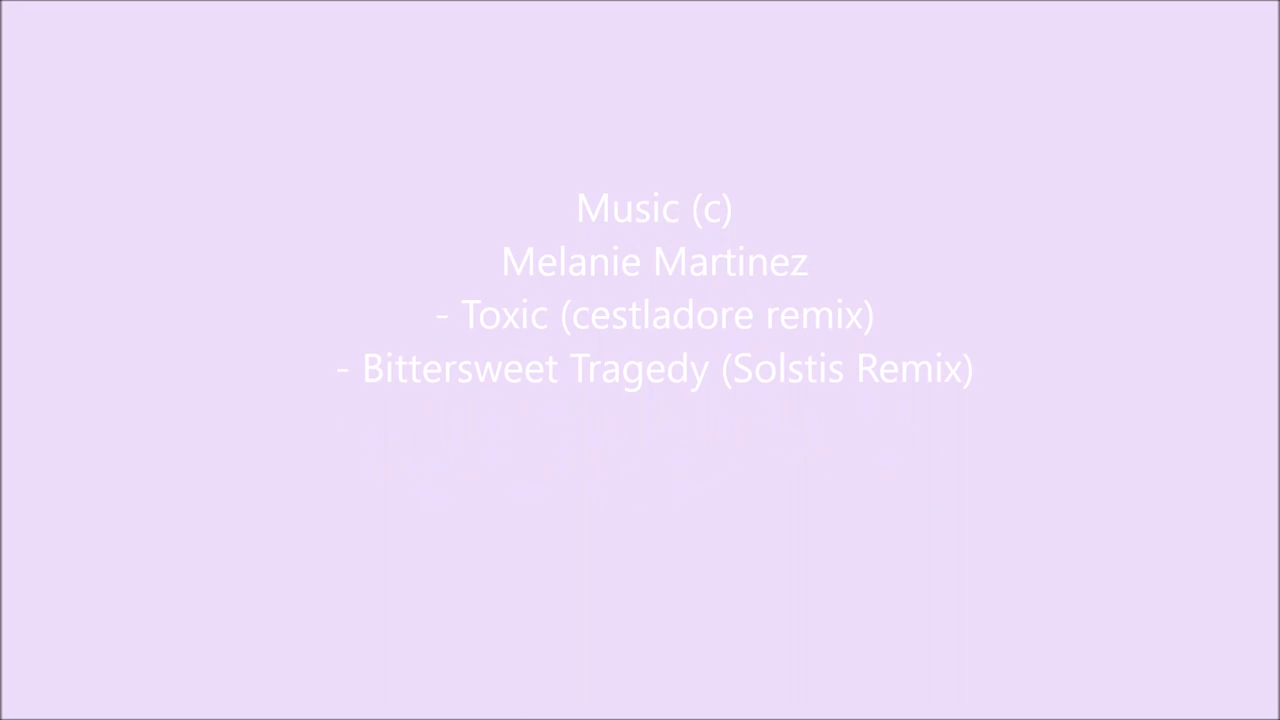 Music (c)
Melanie Martinez
- Toxic (cestladore remix)
- Bittersweet Tragedy (Solstis Remix)